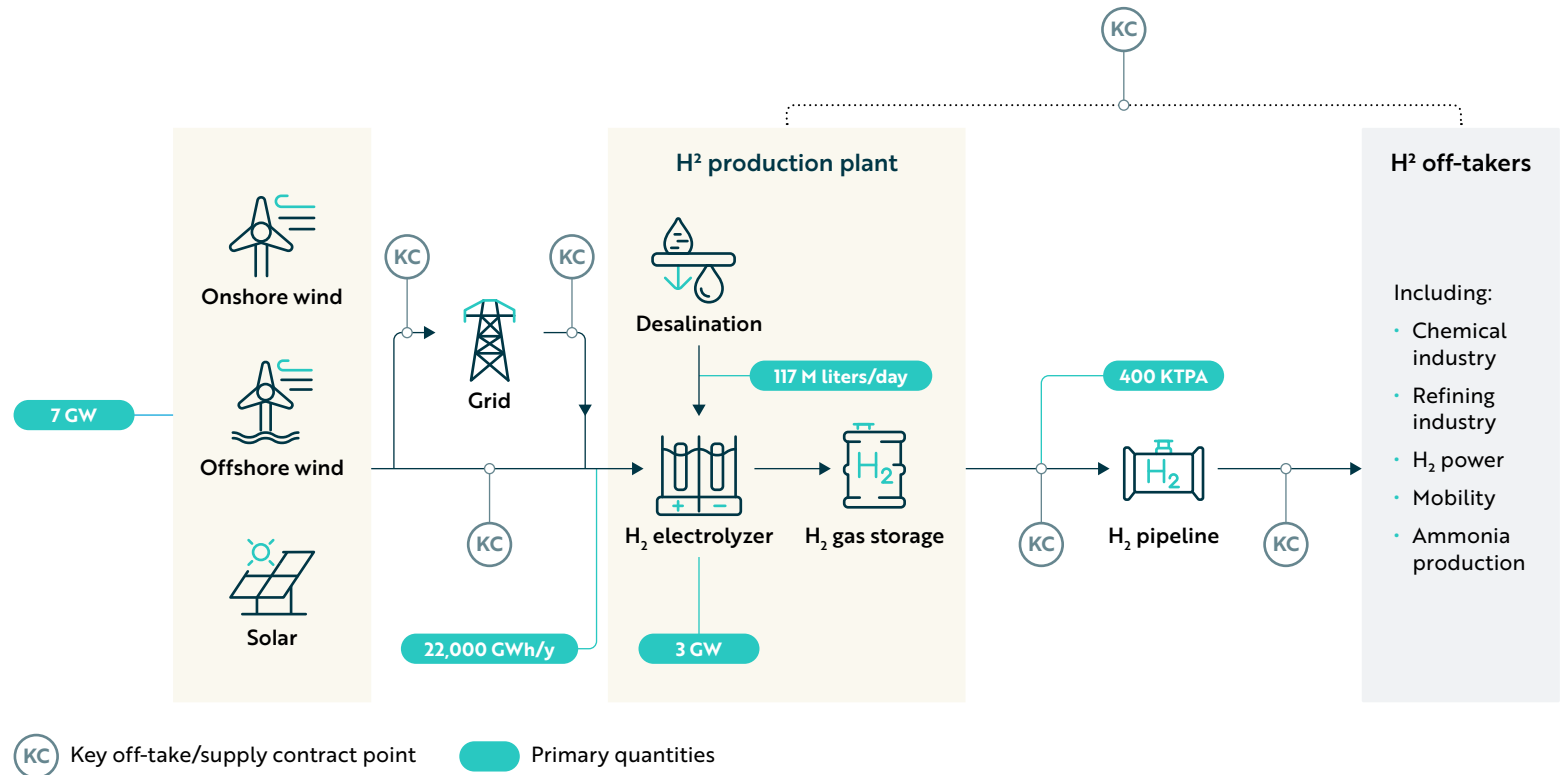 KC
H² production plant
H² off-takers
Onshore wind
KC
KC
Desalination
Including:
• Chemical
industry
117 M liters/day
400 KTPA
Grid
• Refining
industry
7 GW
Offshore wind
H₂
H₂
• H₂ power
• Mobility
+ −
KC
H₂ electrolyzer
H₂ gas storage
KC
H₂ pipeline
KC
• Ammonia
production
Solar
22,000 GWh/y
3 GW
KC Key off-take/supply contract point
Primary quantities